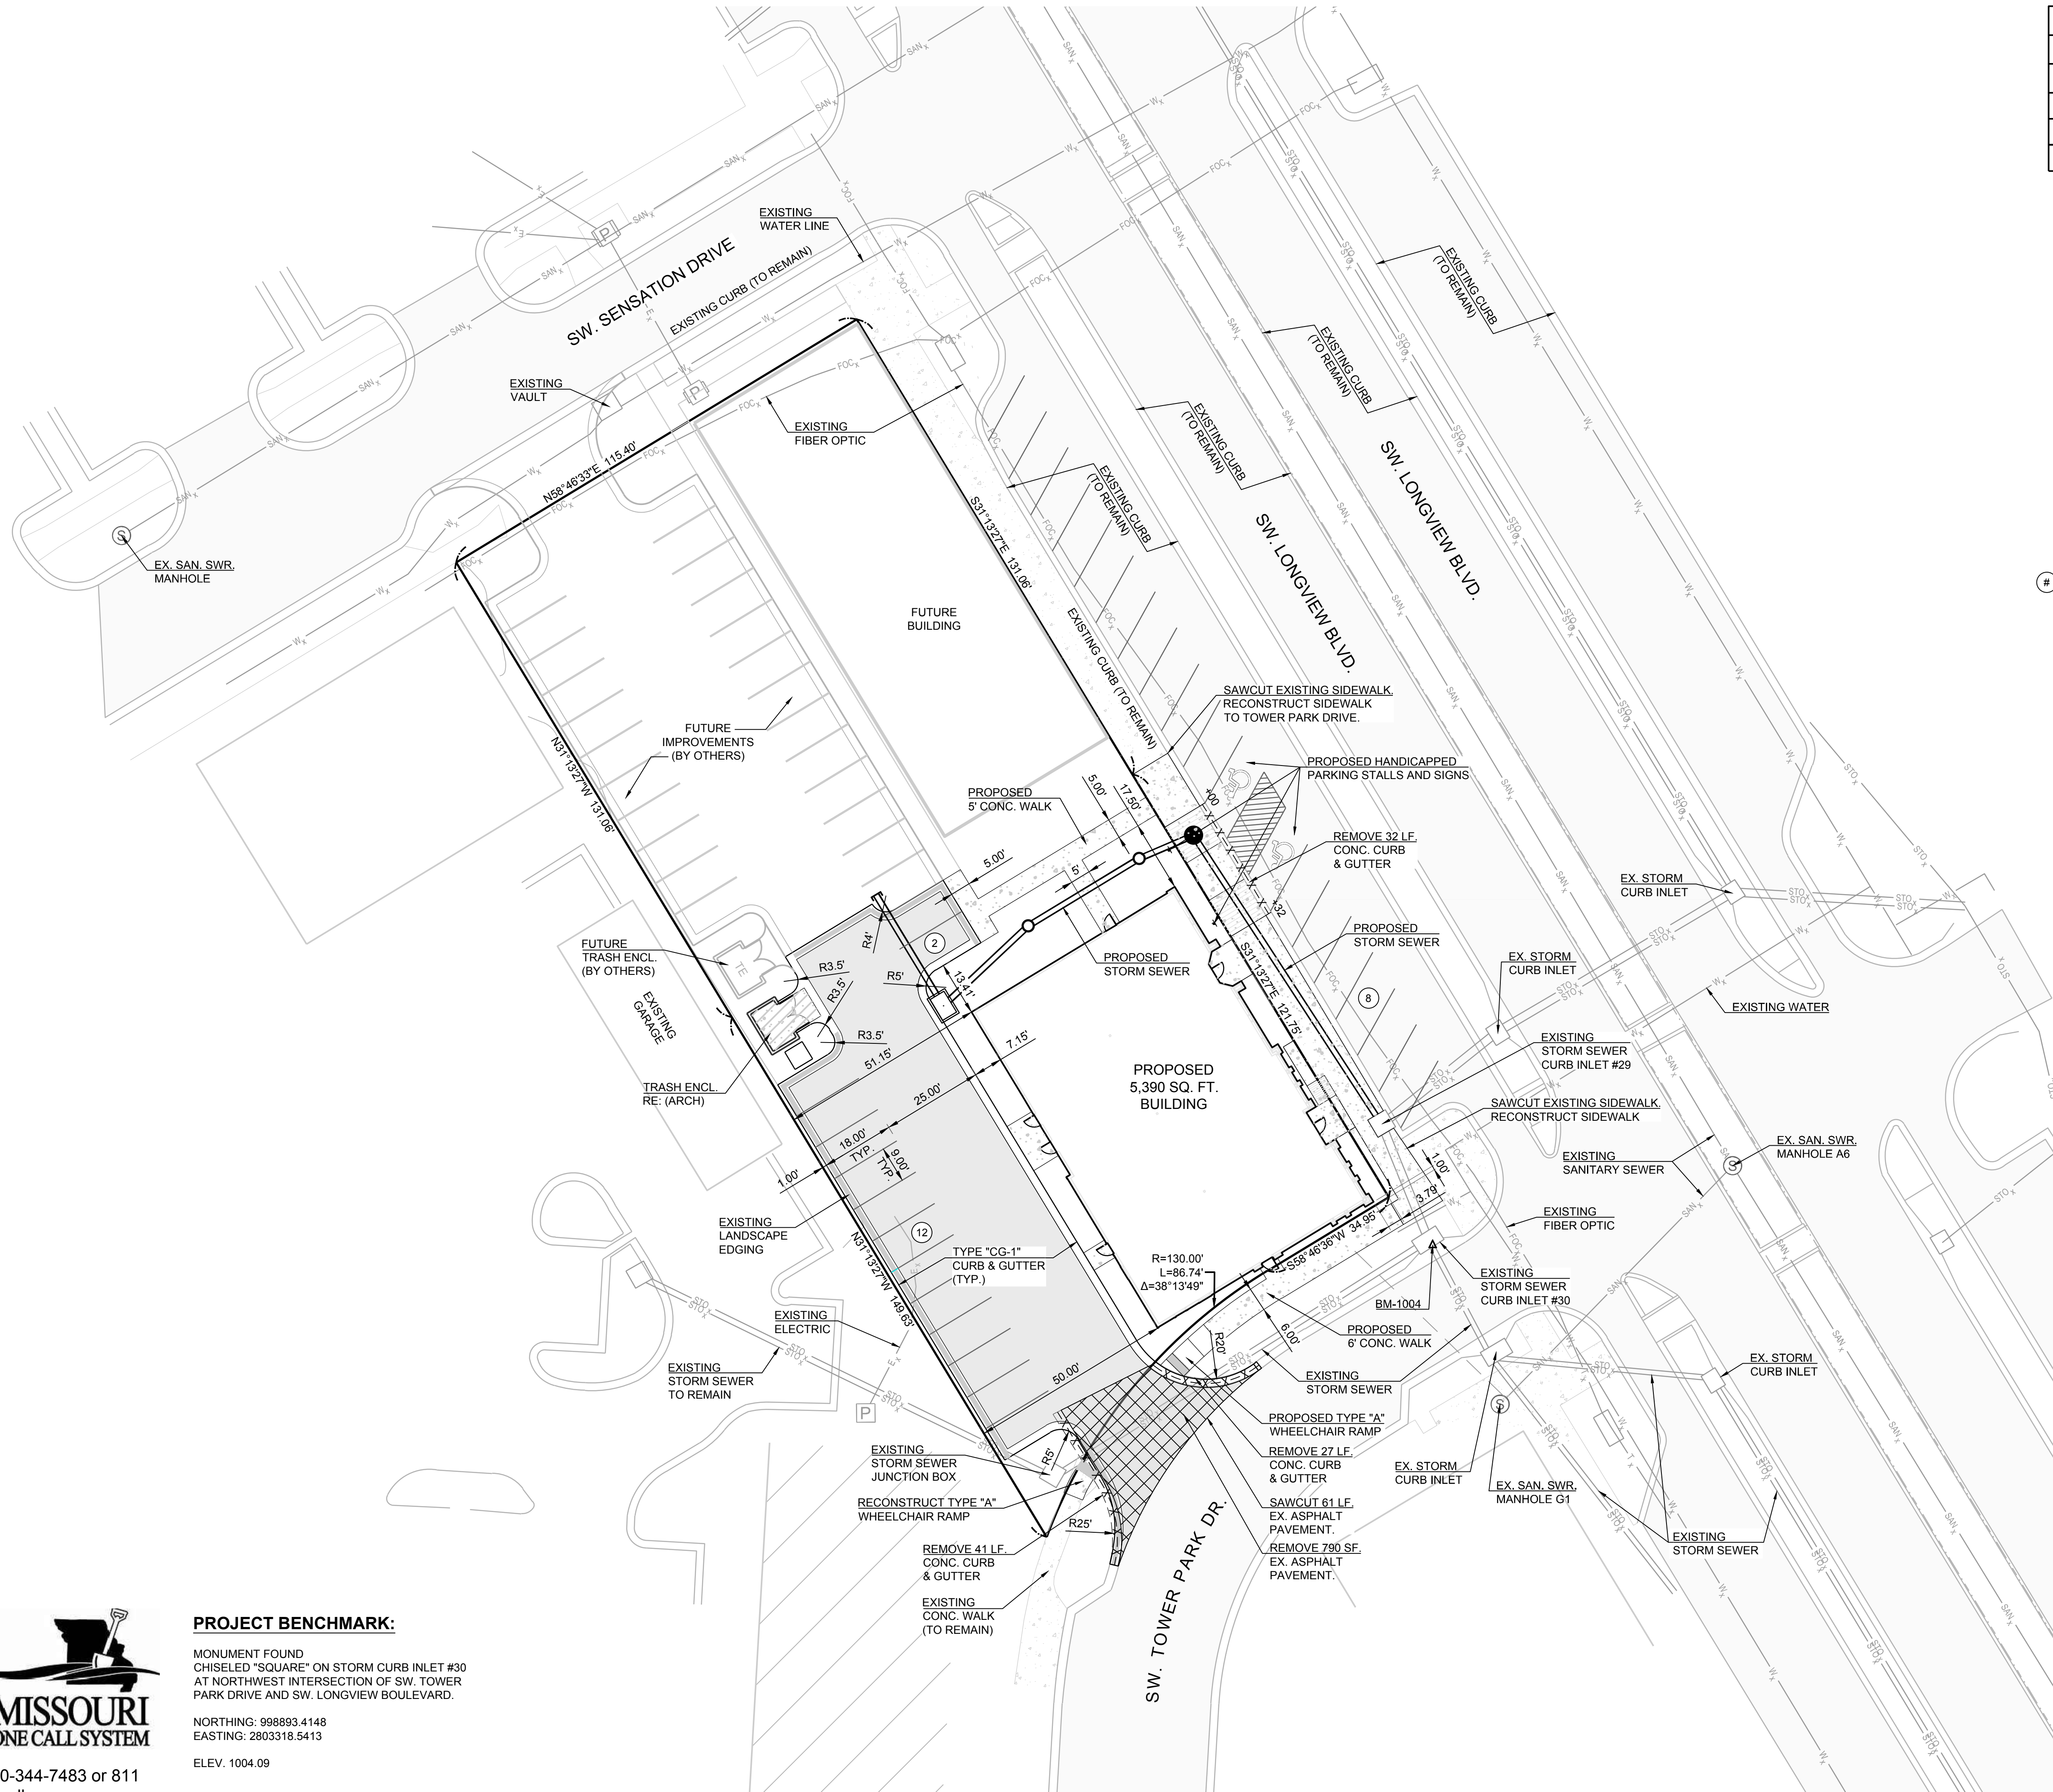 SW. SENSATION DRIVE
EXISTING
WATER LINE
EXISTING CURB (TO REMAIN)
EXISTING
VAULT
EXISTING
FIBER OPTIC
N58°46'33"E 115.40'
EX. SAN. SWR.
MANHOLE
S31°13'27"E 131.06'
FUTURE
BUILDING
EXISTING CURB
(TO REMAIN)
EXISTING CURB
(TO REMAIN)
EXISTING CURB
(TO REMAIN)
EXISTING CURB
(TO REMAIN)
SW. LONGVIEW BLVD.
SW. LONGVIEW BLVD.
#
EXISTING CURB (TO REMAIN)
SAWCUT EXISTING SIDEWALK.
RECONSTRUCT SIDEWALK
TO TOWER PARK DRIVE.
FUTURE
IMPROVEMENTS
(BY OTHERS)
N31°13'27"W 131.06'
PROPOSED HANDICAPPED
PARKING STALLS AND SIGNS
PROPOSED
5' CONC. WALK
5.00'
17.50'
+00
REMOVE 32 LF.
CONC. CURB
& GUTTER
5.00'
5'
+32
EX. STORM
CURB INLET
R4'
2
PROPOSED
STORM SEWER
PROPOSED
STORM SEWER
FUTURE
TRASH ENCL.
(BY OTHERS)
TE
R3.5'
R3.5'
R5'
13.41'
S31°13'27"E 121.75'
8
EX. STORM
CURB INLET
EXISTING WATER
EXISTING
GARAGE
R3.5'
51.15'
7.15'
EXISTING
STORM SEWER
CURB INLET #29
PROPOSED
5,390 SQ. FT.
BUILDING
TRASH ENCL.
RE: (ARCH)
25.00'
SAWCUT EXISTING SIDEWALK.
RECONSTRUCT SIDEWALK
18.00'
TYP.
9.00'
TYP.
1.00'
EX. SAN. SWR.
MANHOLE A6
EXISTING
SANITARY SEWER
1.00'
3.79'
EXISTING
LANDSCAPE
EDGING
12
EXISTING
FIBER OPTIC
S58°46'36"W 34.95'
TYPE "CG-1"
CURB & GUTTER
(TYP.)
R=130.00'
L=86.74'
Δ=38°13'49"
N31°13'27"W 149.63'
EXISTING
STORM SEWER
CURB INLET #30
BM-1004
EXISTING
ELECTRIC
PROPOSED
6' CONC. WALK
6.00'
R20'
EXISTING
STORM SEWER
TO REMAIN
50.00'
EXISTING
STORM SEWER
EX. STORM
CURB INLET
P
PROPOSED TYPE "A"
WHEELCHAIR RAMP
EXISTING
STORM SEWER
JUNCTION BOX
R5'
REMOVE 27 LF.
CONC. CURB
& GUTTER
EX. STORM
CURB INLET
EX. SAN. SWR.
MANHOLE G1
RECONSTRUCT TYPE "A"
WHEELCHAIR RAMP
R25'
SAWCUT 61 LF.
EX. ASPHALT
PAVEMENT.
EXISTING
STORM SEWER
REMOVE 41 LF.
CONC. CURB
& GUTTER
REMOVE 790 SF.
EX. ASPHALT
PAVEMENT.
EXISTING
CONC. WALK
(TO REMAIN)
SW. TOWER PARK DR.
PROJECT BENCHMARK:
MONUMENT FOUND
CHISELED "SQUARE" ON STORM CURB INLET #30
AT NORTHWEST INTERSECTION OF SW. TOWER
PARK DRIVE AND SW. LONGVIEW BOULEVARD.
NORTHING: 998893.4148
EASTING: 2803318.5413
ELEV. 1004.09
MISSOURI
ONE CALL SYSTEM
0-344-7483 or 811